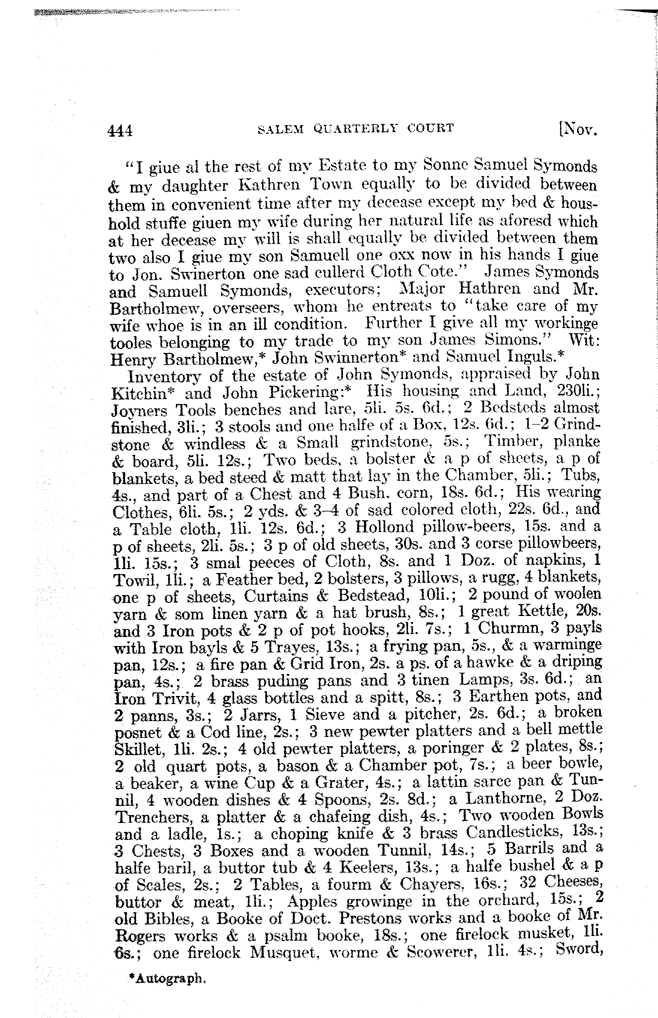 444 SALEM QUARTERLY COURT [Nov.
"I giue al the rest of my Estate to my Sonne Samuel Symonds
& my daughter Kathren Town equally to be divided between
them in convenient time after my decease except my bed & hous-
hold stuffe giuen my wife during her natural life as aforesd which
at her decease my will is shall equally be divided between them
two also I giue my son Samuell one oxx now in his hands I giue
to Jon. Swinerton one sad cullerd Cloth Cote." James Symonds
and Samuell Symonds, executors; Major Hathren and Mr.
Bartholmew, overseers, whom he entreats to "take care of my
wife whoe is in an ill condition. Further I give all my workinge
tooles belonging to my trade to my son James Simons." Wit:
Henry Bartholmew,* John Swinnerton* and Samuel Inguls.*
Inventory of the estate of John Symonds, appraised by John
Kitchin* and John Pickering:* His housing and Land, 230li.;
Joyners Tools benches and lare, 5li. 5s. 6d.; 2 Bedsteds almost
finished, 3li.; 3 stools and one halfe of a Box, 12s. 6d.; 1-2 Grind-
stone & windless & a Small grindstone, 5s.; Timber, planke
& board, 5li. 12s.; Two beds, a bolster & a p of sheets, a p of
blankets, a bed steed & matt that lay in the Chamber, 5li.; Tubs,
4s., and part of a Chest and 4 Bush. corn, 18s. 6d.; His wearing
Clothes, 6li. 5s.; 2 yds. & 3-4 of sad colored cloth, 22s. 6d., and
a Table cloth, 1li. 12s. 6d.; 3 Hollond pillow-beers, 15s. and a
p of sheets, 2li. 5s.; 3 p of old sheets, 30s. and 3 corse pillowbeers,
1li. 15s.; 3 smal peeces of Cloth, 8s. and 1 Doz. of napkins, 1
Towil, 1li.; a Feather bed, 2 bolsters, 3 pillows, a rugg, 4 blankets,
one p of sheets, Curtains & Bedstead, 10li.; 2 pound of woolen
yarn & som linen yarn & a hat brush, 8s.; 1 great Kettle, 20s.
and 3 Iron pots & 2 p of pot hooks, 2li. 7s.; 1 Churmn, 3 payls
with Iron bayls & 5 Trayes, 13s.; a frying pan, 5s., & a warminge
pan, 12s.; a fire pan & Grid Iron, 2s. a ps. of a hawke & a driping
pan, 4s.; 2 brass puding pans and 3 tinen Lamps, 3s. 6d.; an
Iron Trivit, 4 glass bottles and a spitt, 8s.; 3 Earthen pots, and
2 panns, 3s.; 2 Jarrs, 1 Sieve and a pitcher, 2s. 6d.; a broken
posnet & a Cod line, 2s.; 3 new pewter platters and a bell mettle
Skillet, 1li. 2s.; 4 old pewter platters, a poringer & 2 plates, 8s.;
2 old quart pots, a bason & a Chamber pot, 7s.; a beer bowle,
a beaker, a wine Cup & a Grater, 4s.; a lattin sarce pan & Tun-
nil, 4 wooden dishes & 4 Spoons, 2s. 8d.; a Lanthorne, 2 Doz.
Trenchers, a platter & a chafeing dish, 4s.; Two wooden Bowls
and a ladle, 1s.; a choping knife & 3 brass Candlesticks, 13s.;
3 Chests, 3 Boxes and a wooden Tunnil, 14s.; 5 Barrils and a
halfe baril, a buttor tub & 4 Keelers, 13s.; a halfe bushel & a p
of Scales, 2s.; 2 Tables, a fourm & Chayers, 16s.; 32 Cheeses,
buttor & meat, 1li.; Apples growinge in the orchard, 15s.; 2
old Bibles, a Booke of Doct. Prestons works and a booke of Mr.
Rogers works & a psalm booke, 18s.; one firelock musket, 1li.
6s.; one firelock Musquet, worme & Scowerer, 1li. 4s.; Sword,
*Autograph.